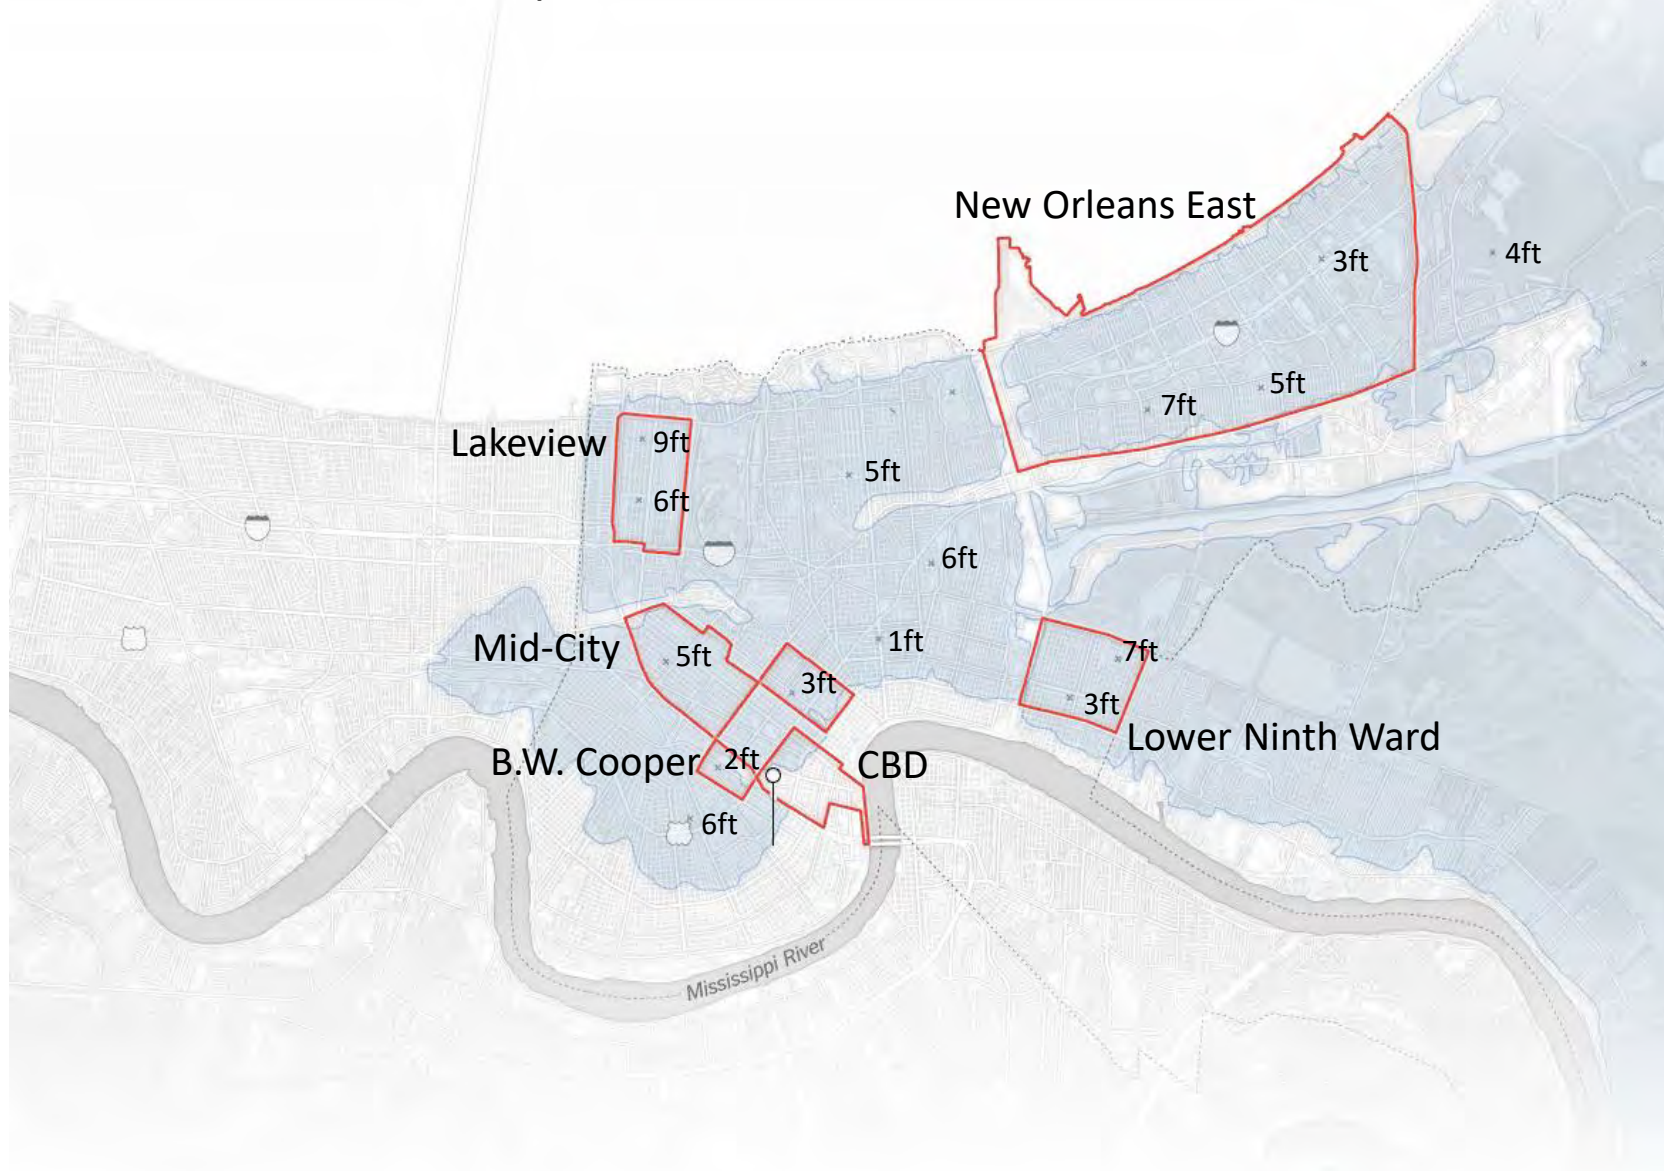 New Orleans East
3ft
4ft
5ft
7ft
Lakeview
9ft
6ft
5ft
6ft
Mid-City
5ft
1ft
3ft
7ft
3ft
Lower Ninth Ward
B.W. Cooper
2ft
CBD
6ft
Mississippi River